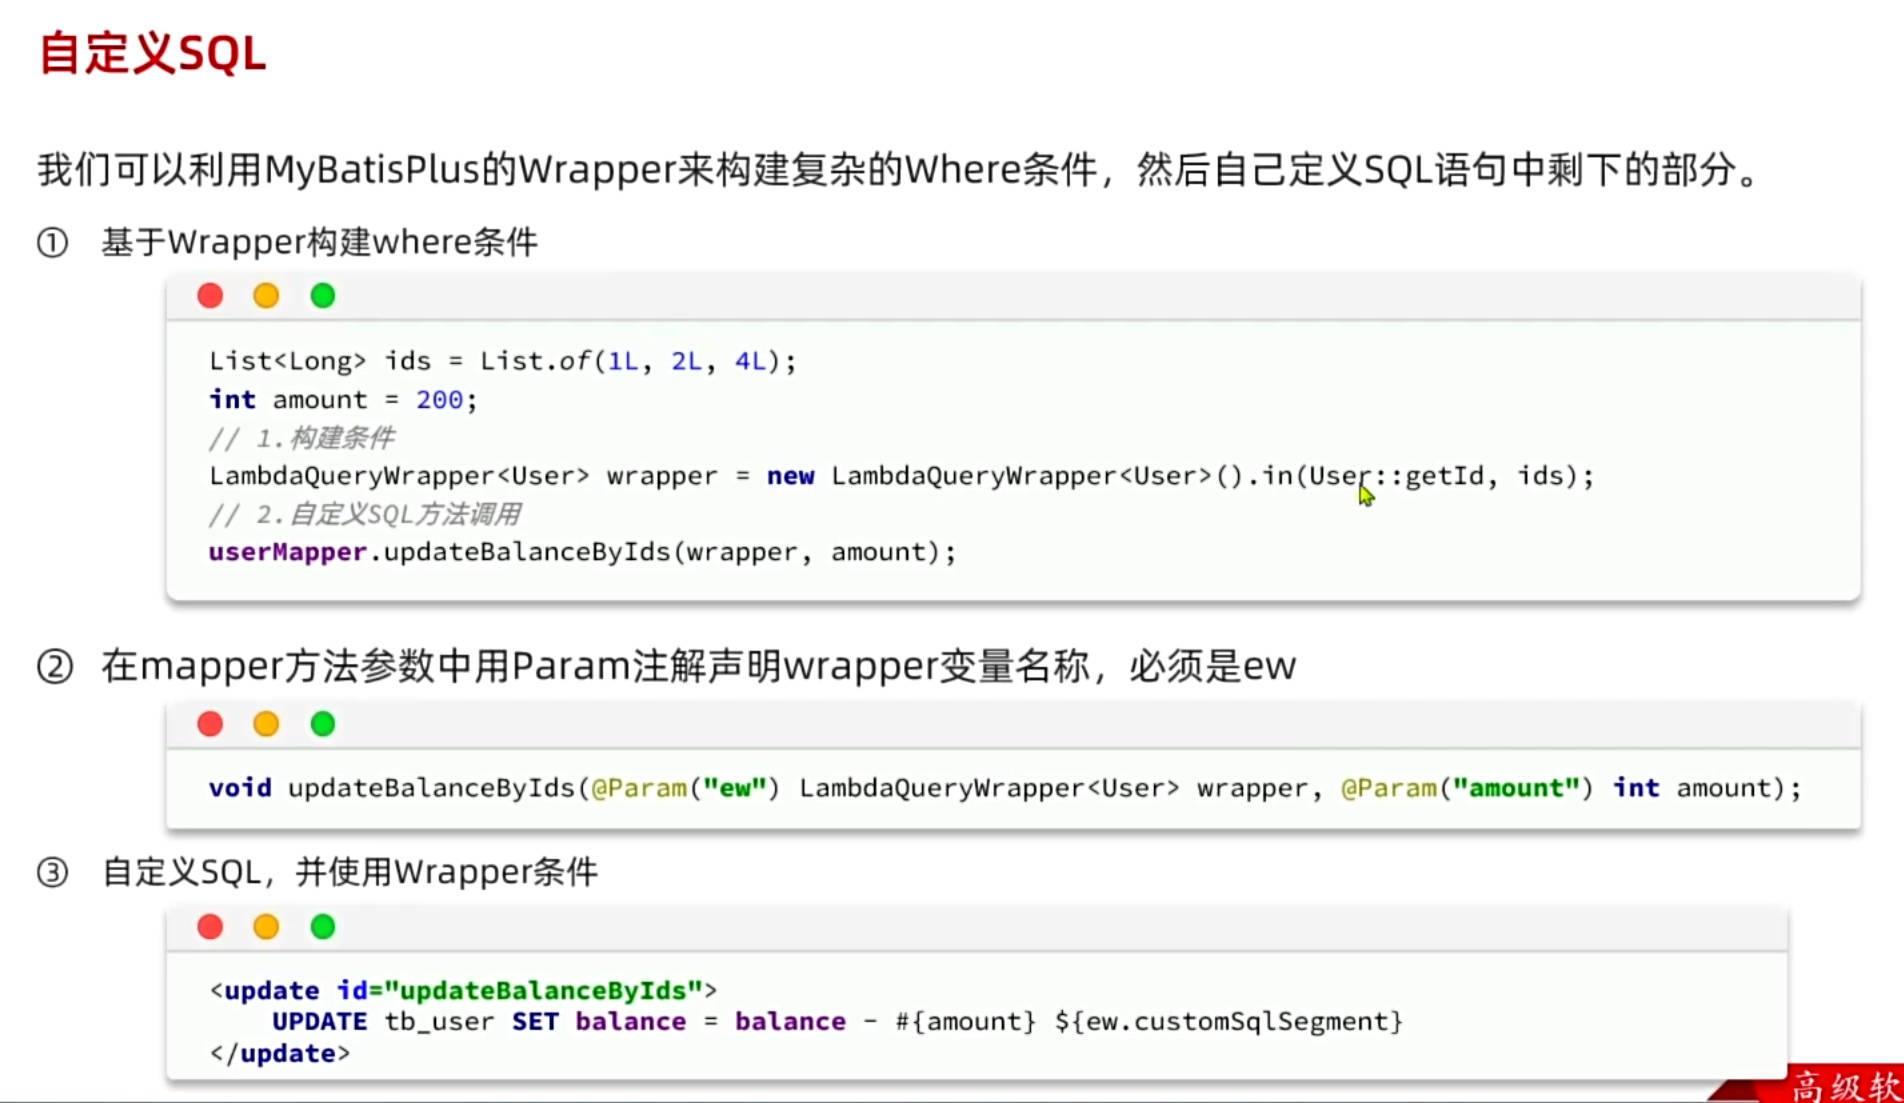 自定义SQL
我们可以利用MyBatisPlus的Wrapper来构建复杂的Where条件，然后自己定义SQL语句中剩下的部分。
① 基于Wrapper构建where条件
List<Long> ids = List.of(1L, 2L, 4L);
int amount = 200;
// 1.构建条件
LambdaQueryWrapper<User> wrapper = new LambdaQueryWrapper<User>().in(User::getId, ids);
// 2.自定义SQL方法调用
userMapper.updateBalanceByIds(wrapper, amount);
② 在mapper方法参数中用Param注解声明wrapper变量名称，必须是ew
void updateBalanceByIds(@Param("ew") LambdaQueryWrapper<User> wrapper, @Param("amount") int amount);
③ 自定义SQL，并使用Wrapper条件
<update id="updateBalanceByIds">
    UPDATE tb_user SET balance = balance - #{amount} ${ew.customSqlSegment}
</update>
高级软